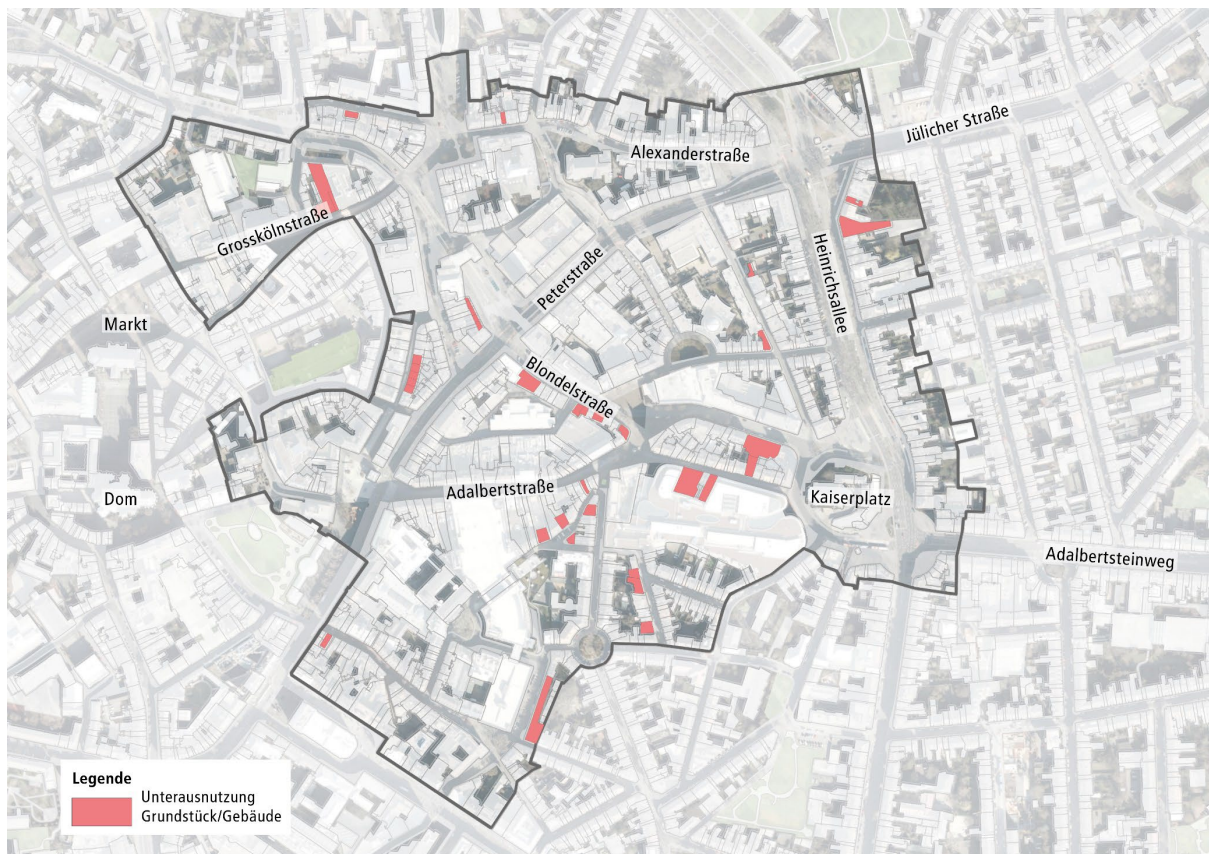 Jülicher Straße
Alexanderstraße
Grosskölnstraße
Heinrichsallee
Peterstraße
Markt
Blondelstraße
Adalbertstraße
Kaiserplatz
Dom
Adalbertsteinweg
Legende
Unterausnutzung
Grundstück/Gebäude